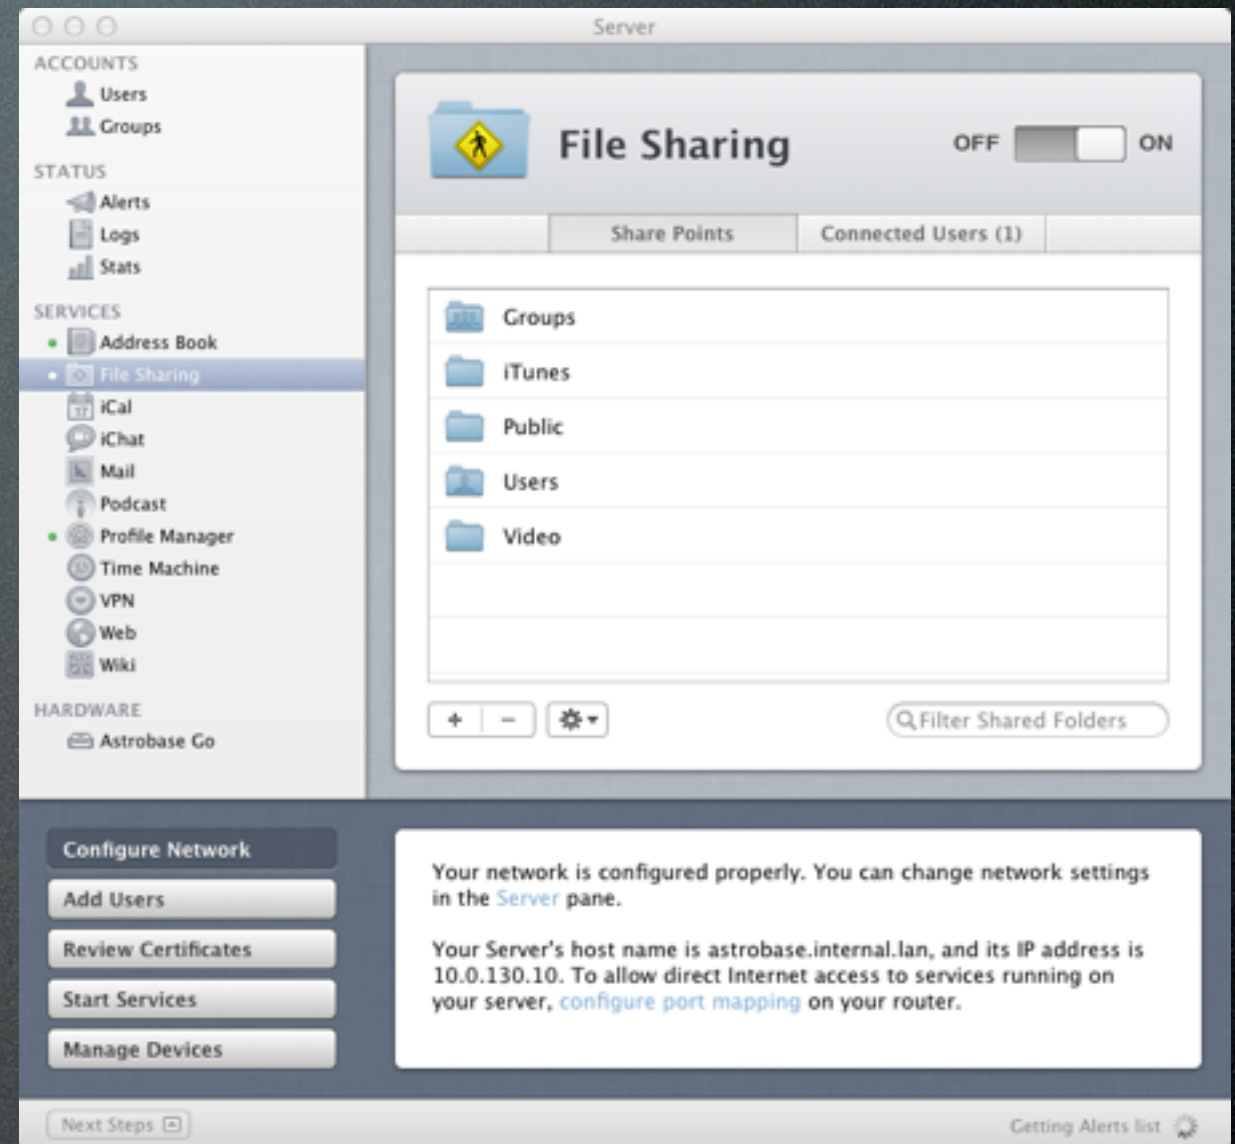 Server
ACCOUNTS
Users
Groups
STATUS
Alerts
Logs
Stats
SERVICES
Address Book
File Sharing
iCal
iChat
Mail
Podcast
Profile Manager
Time Machine
VPN
Web
Wiki
HARDWARE
Astrobase Go
File Sharing
OFF ON
Share Points Connected Users (1)
Groups
iTunes
Public
Users
Video
+ −
Filter Shared Folders
Configure Network
Add Users
Review Certificates
Start Services
Manage Devices
Your network is configured properly. You can change network settings
in the Server pane.
Your Server's host name is astrobase.internal.lan, and its IP address is
10.0.130.10. To allow direct Internet access to services running on
your server, configure port mapping on your router.
Next Steps
Getting Alerts list